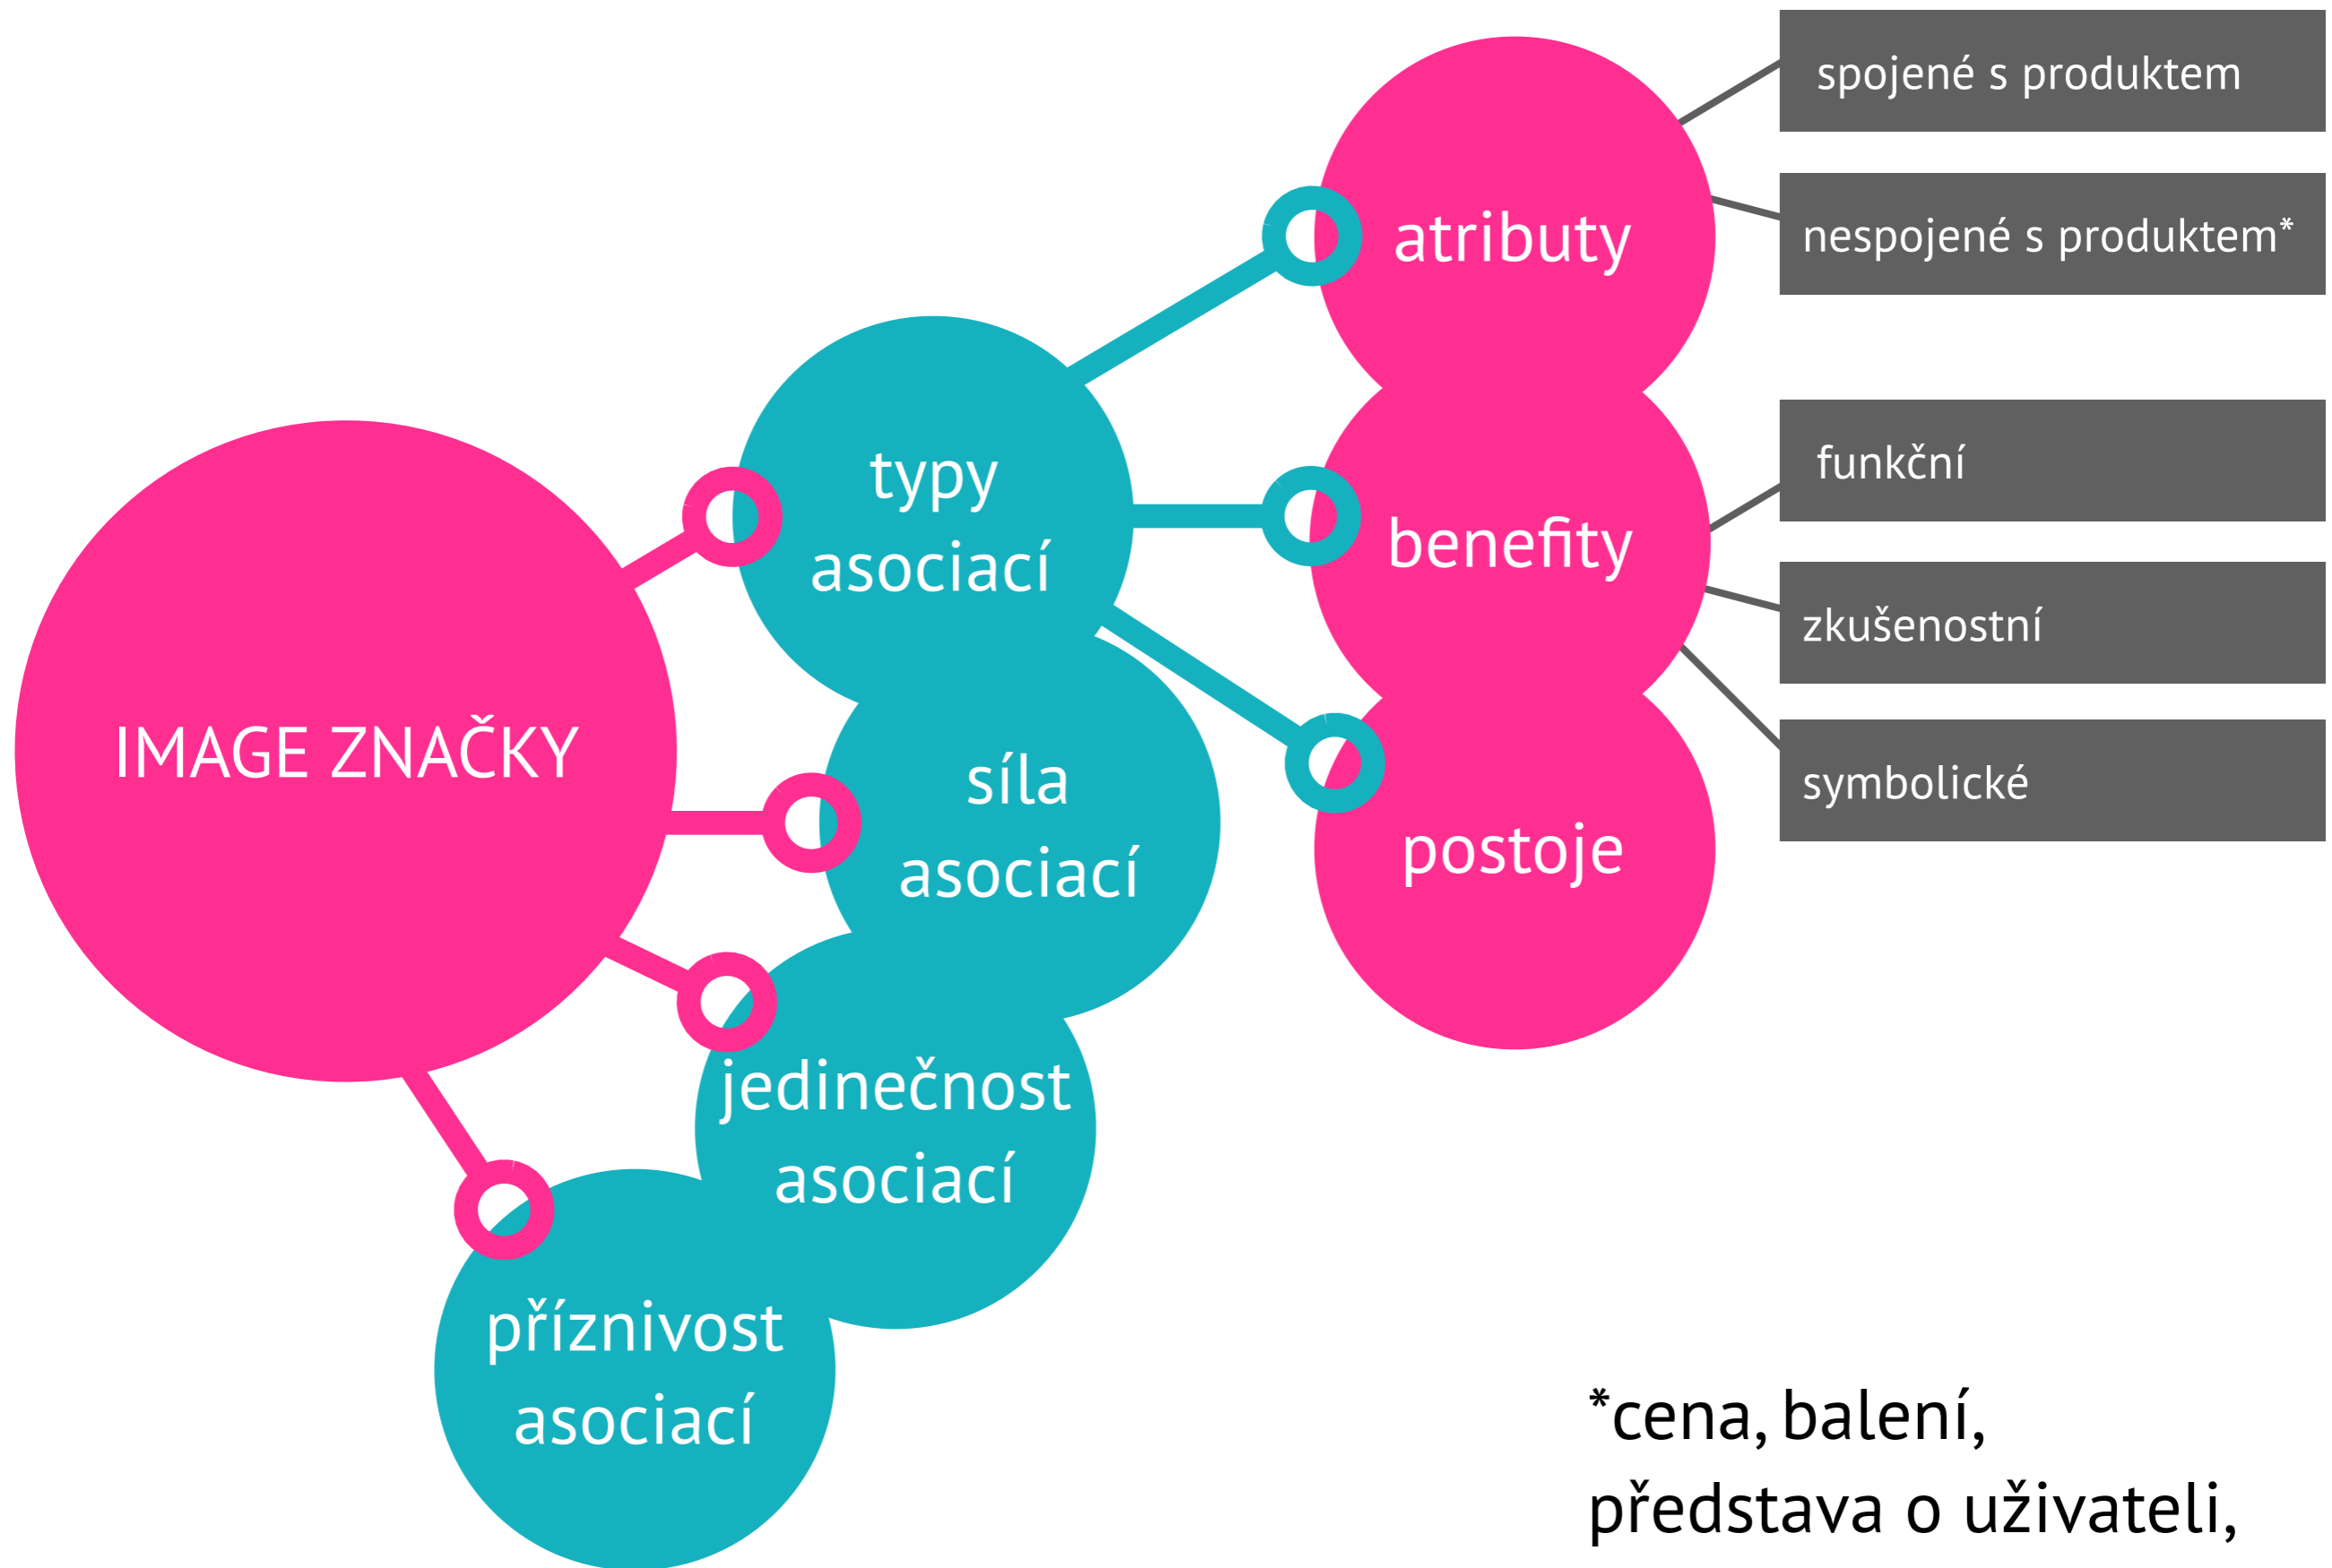 spojené s produktem
nespojené s produktem*
atributy
funkční
typy
asociací
benefity
zkušenostní
IMAGE ZNAČKY
síla
asociací
symbolické
postoje
jedinečnost
asociací
příznivost
asociací
*cena, balení,
představa o uživateli,